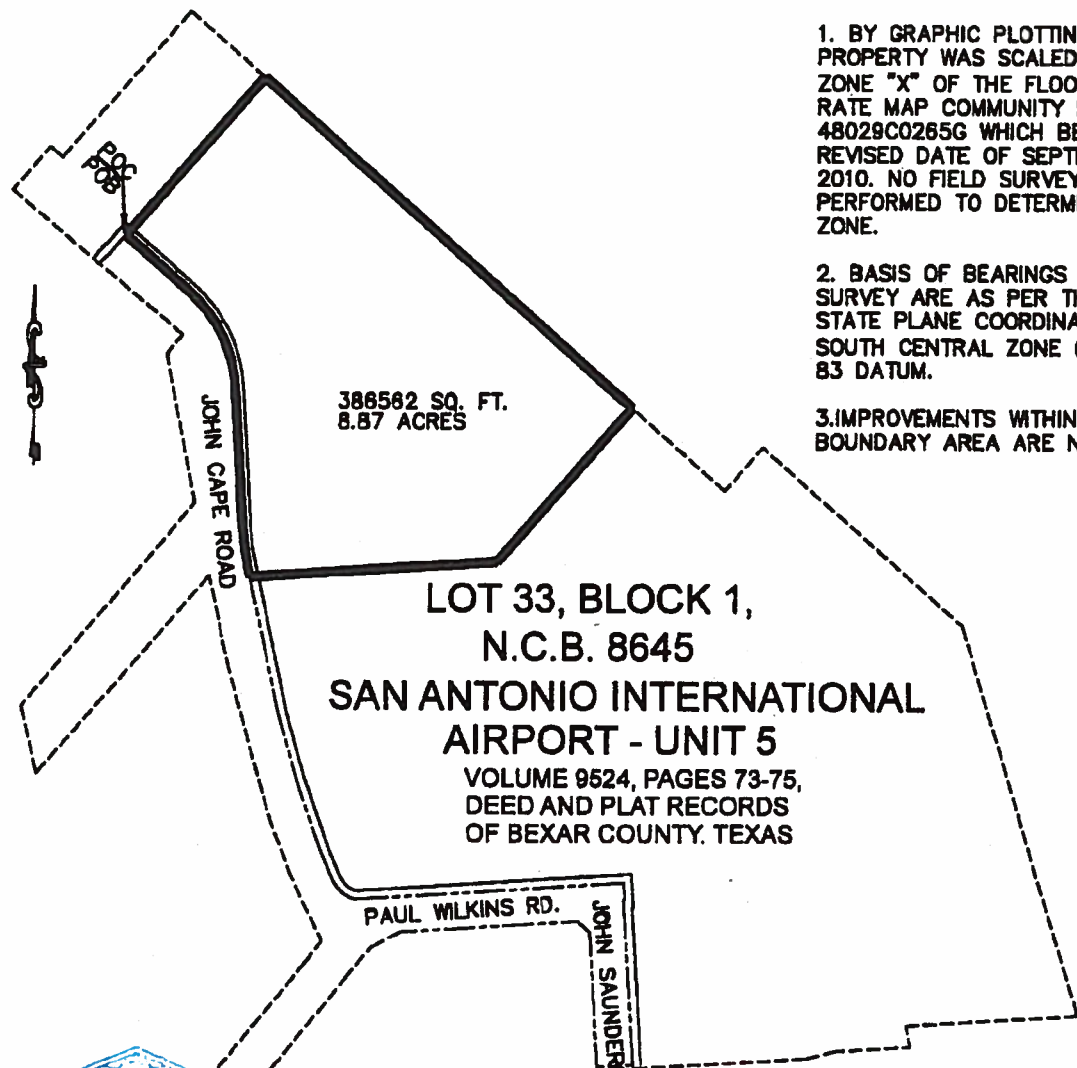 1. BY GRAPHIC PLOTTIN
PROPERTY WAS SCALED
ZONE "X" OF THE FLOO
RATE MAP COMMUNITY
48029C0265G WHICH BE
REVISED DATE OF SEPT
2010. NO FIELD SURVEY
PERFORMED TO DETERM
ZONE.
2. BASIS OF BEARINGS
SURVEY ARE AS PER T
STATE PLANE COORDINA
SOUTH CENTRAL ZONE (
83 DATUM.
3.IMPROVEMENTS WITHIN
BOUNDARY AREA ARE N
POC/
POB
386562 SQ. FT.
8.87 ACRES
JOHN CAPE ROAD
LOT 33, BLOCK 1,
N.C.B. 8645
SAN ANTONIO INTERNATIONAL
AIRPORT - UNIT 5
VOLUME 9524, PAGES 73-75,
DEED AND PLAT RECORDS
OF BEXAR COUNTY. TEXAS
PAUL WILKINS RD.
JOHN SAUNDER